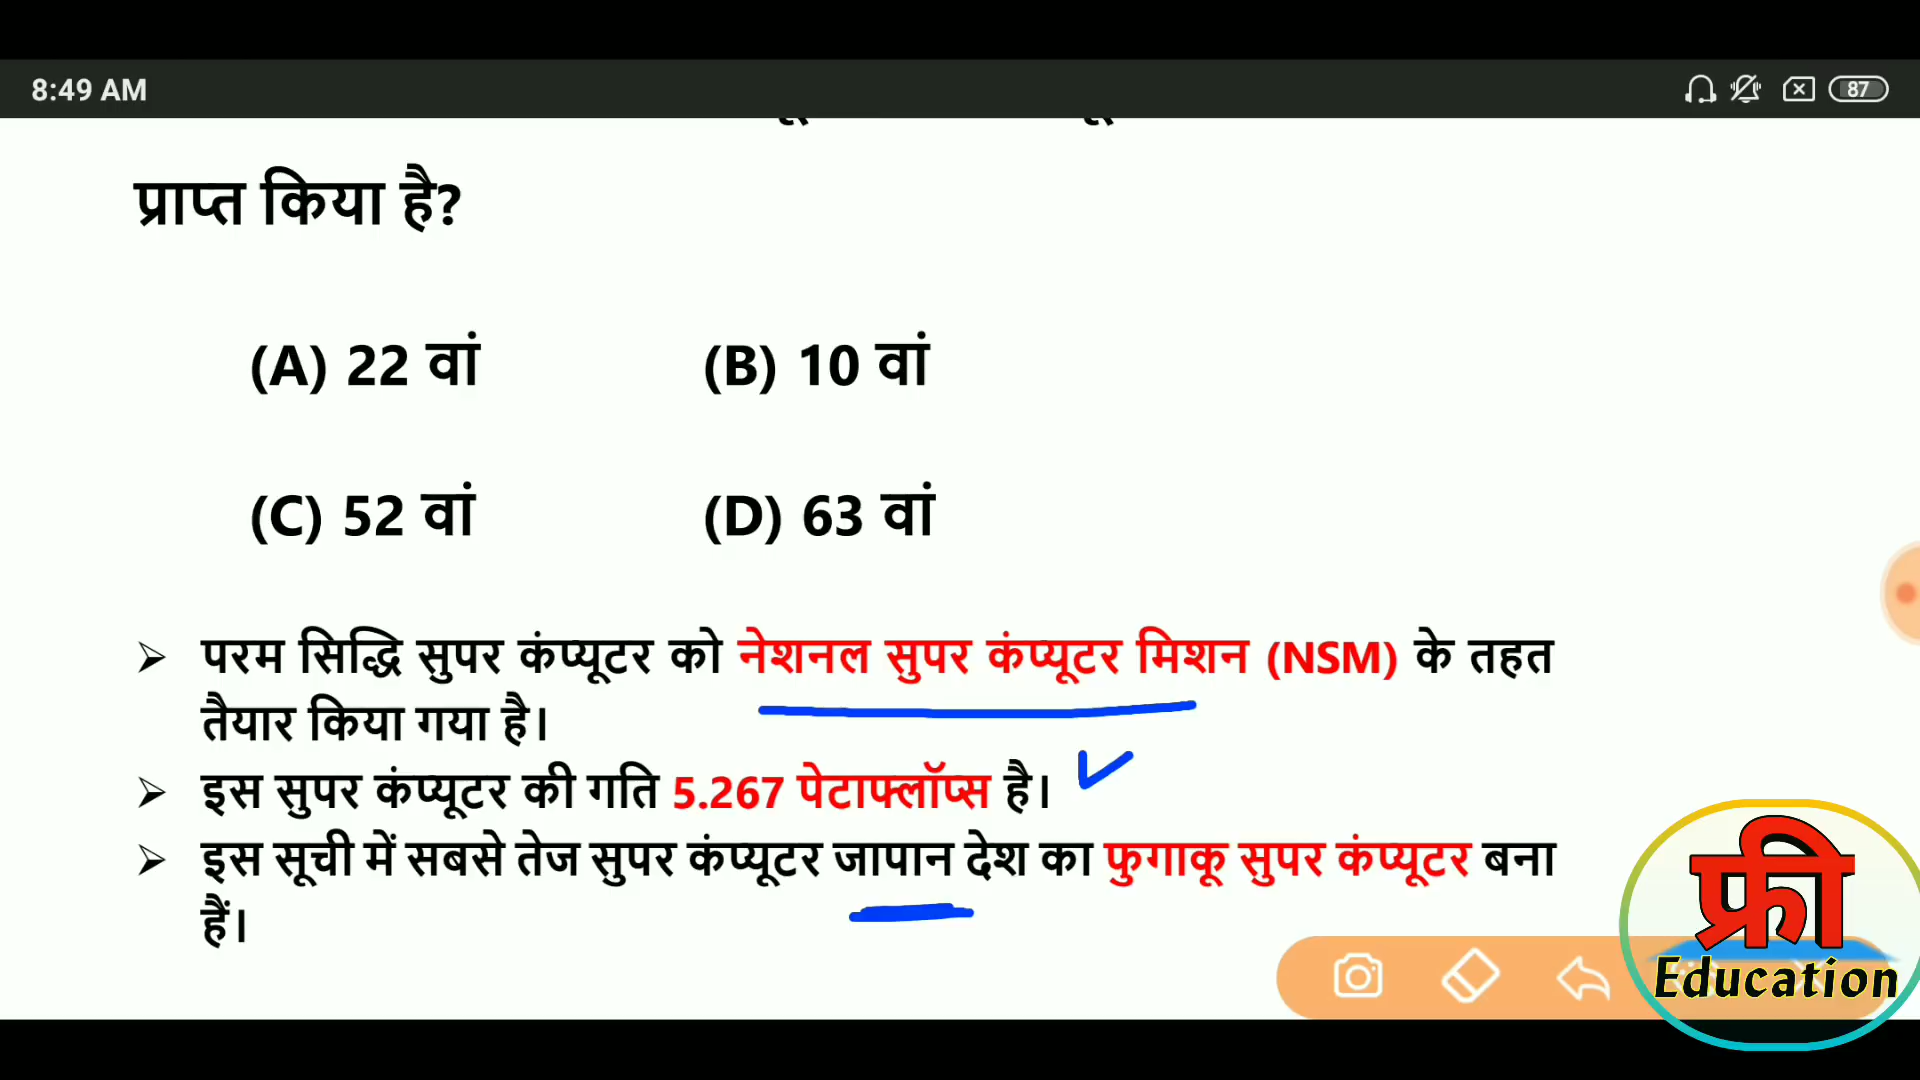 8:49 AM
87
प्राप्त किया है?
(A) 22 वां (B) 10 वां
(C) 52 वां (D) 63 वां
➢ परम सिद्धि सुपर कंप्यूटर को नेशनल सुपर कंप्यूटर मिशन (NSM) के तहत
तैयार किया गया है।
➢ इस सुपर कंप्यूटर की गति 5.267 पेटाफ्लॉप्स है।
➢ इस सूची में सबसे तेज सुपर कंप्यूटर जापान देश का फुगाकू सुपर कंप्यूटर बना
हैं।
फ्री
Education